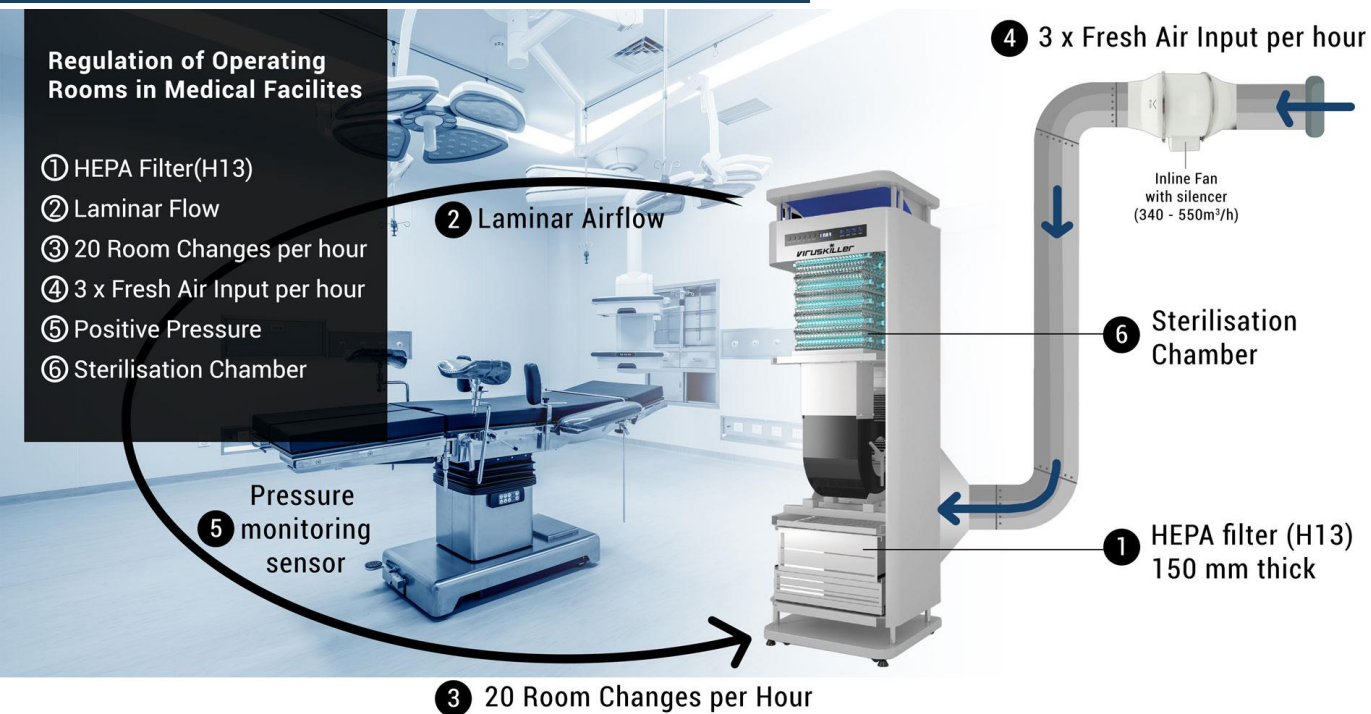 Regulation of Operating
Rooms in Medical Facilites
① HEPA Filter(H13)
② Laminar Flow
③ 20 Room Changes per hour
④ 3 x Fresh Air Input per hour
⑤ Positive Pressure
⑥ Sterilisation Chamber
4 3 x Fresh Air Input per hour
Inline Fan
with silencer
(340 - 550m³/h)
2 Laminar Airflow
VIRUSKILLER
6 Sterilisation
Chamber
Pressure
5 monitoring
sensor
1 HEPA filter (H13)
150 mm thick
3 20 Room Changes per Hour